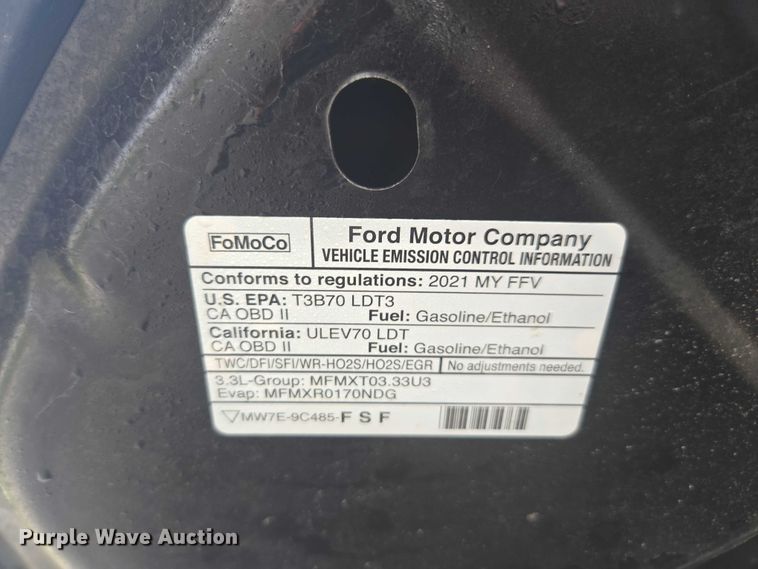 FoMoCo
Ford Motor Company
VEHICLE EMISSION CONTROL INFORMATION
Conforms to regulations: 2021 MY FFV
U.S. EPA: T3B70 LDT3
CA OBD II Fuel: Gasoline/Ethanol
California: ULEV70 LDT
CA OBD II Fuel: Gasoline/Ethanol
TWC/DFI/SFI/WR-HO2S/HO2S/EGR No adjustments needed.
3.3L-Group: MFMXT03.33U3
Evap: MFMXR0170NDG
MW7E-9C485-F S F
Purple Wave Auction